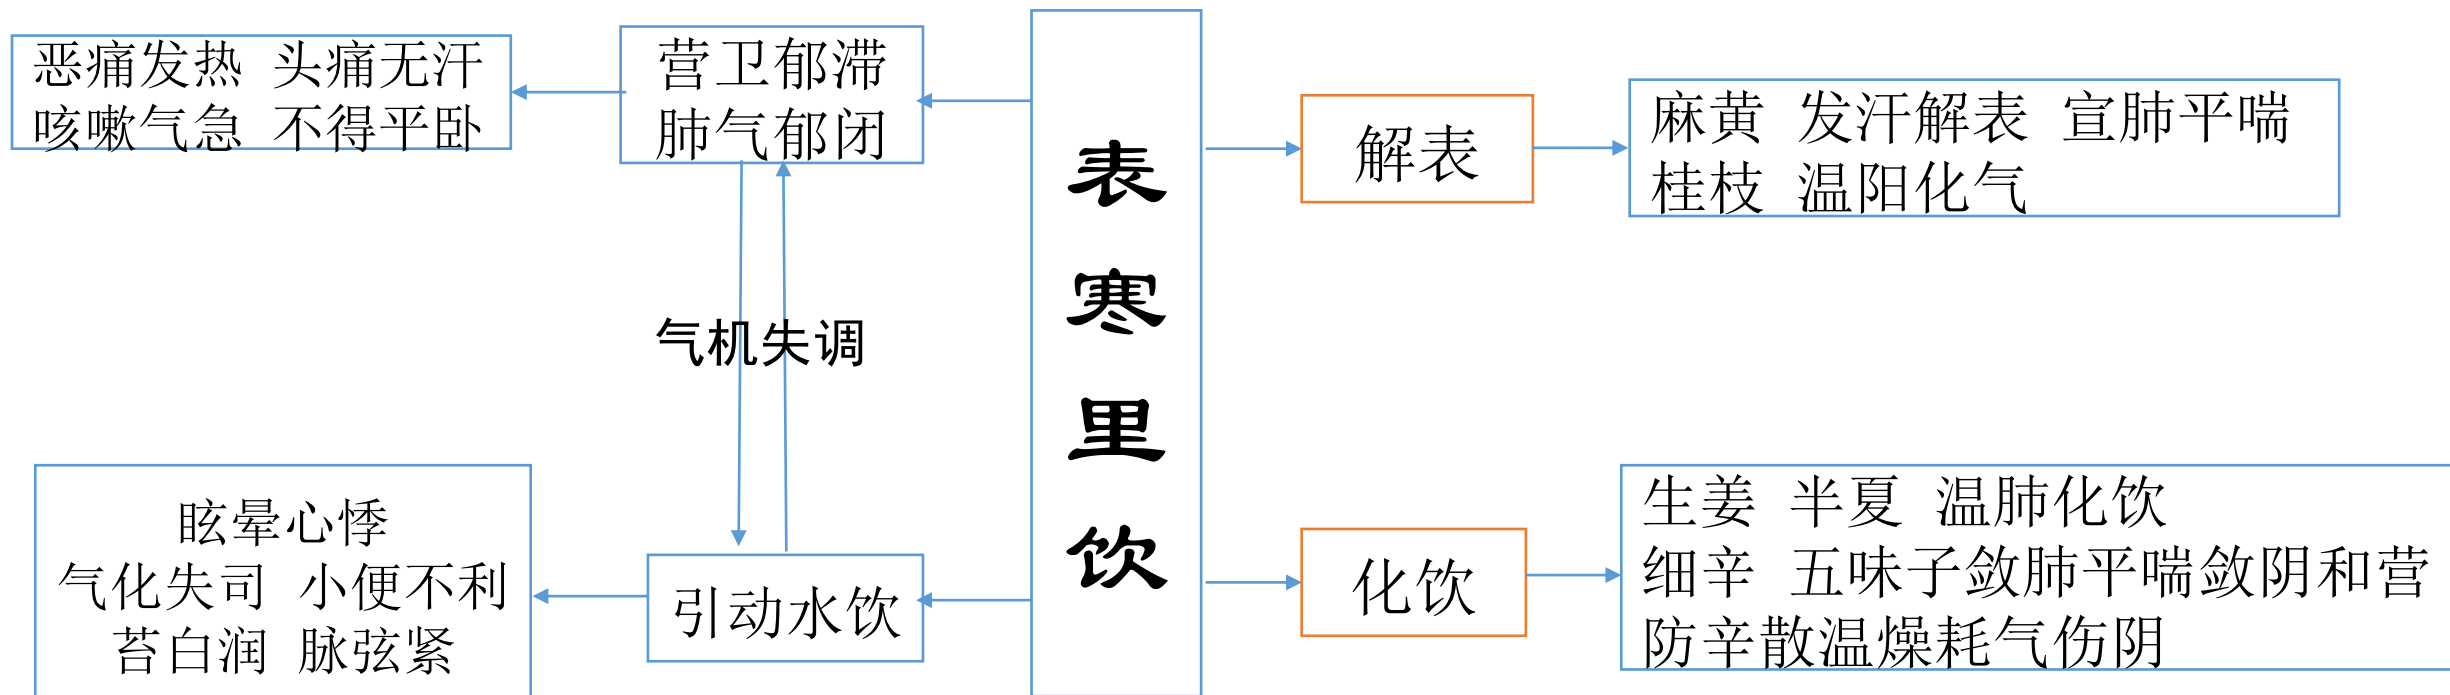 恶痛发热 头痛无汗
咳嗽气急 不得平卧
营卫郁滞
肺气郁闭
气机失调
眩晕心悸
气化失司 小便不利
苔白润 脉弦紧
引动水饮
表
寒
里
饮
解表
麻黄 发汗解表 宣肺平喘
桂枝 温阳化气
化饮
生姜 半夏 温肺化饮
细辛 五味子敛肺平喘敛阴和营
防辛散温燥耗气伤阴